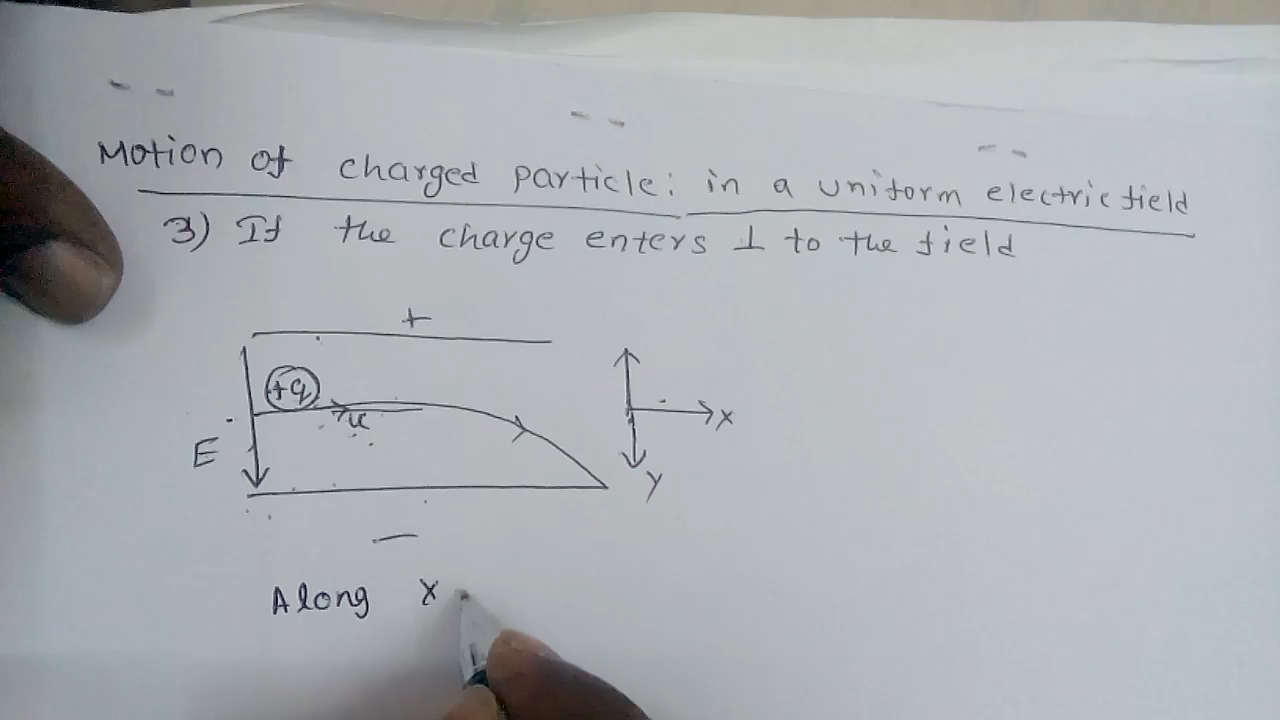 Motion of charged particle: in a uniform electric field
3) If the charge enters ⊥ to the field
+
+q
u
X
E
Y
—
Along X